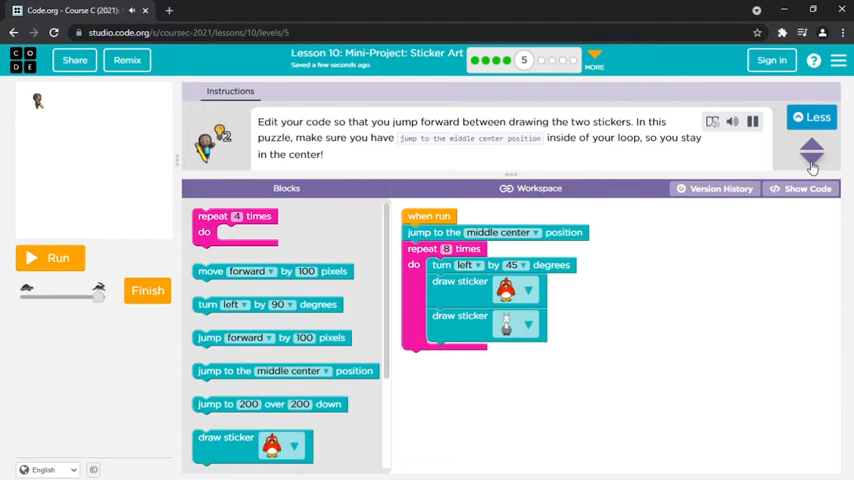 Code.org - Course C (2021):
studio.code.org/s/coursec-2021/lessons/10/levels/5
C O
D E
Share
Remix
Lesson 10: Mini-Project: Sticker Art
Saved a few seconds ago
5
MORE
Sign in
?
Instructions
2
Edit your code so that you jump forward between drawing the two stickers. In this
puzzle, make sure you have jump to the middle center position inside of your loop, so you stay
in the center!
Less
Blocks
Workspace
Version History
</> Show Code
repeat 4 times
do
move forward by 100 pixels
turn left by 90 degrees
jump forward by 100 pixels
jump to the middle center position
jump to 200 over 200 down
draw sticker
when run
jump to the middle center position
repeat 8 times
do turn left by 45 degrees
draw sticker
draw sticker
Run
Finish
English
©